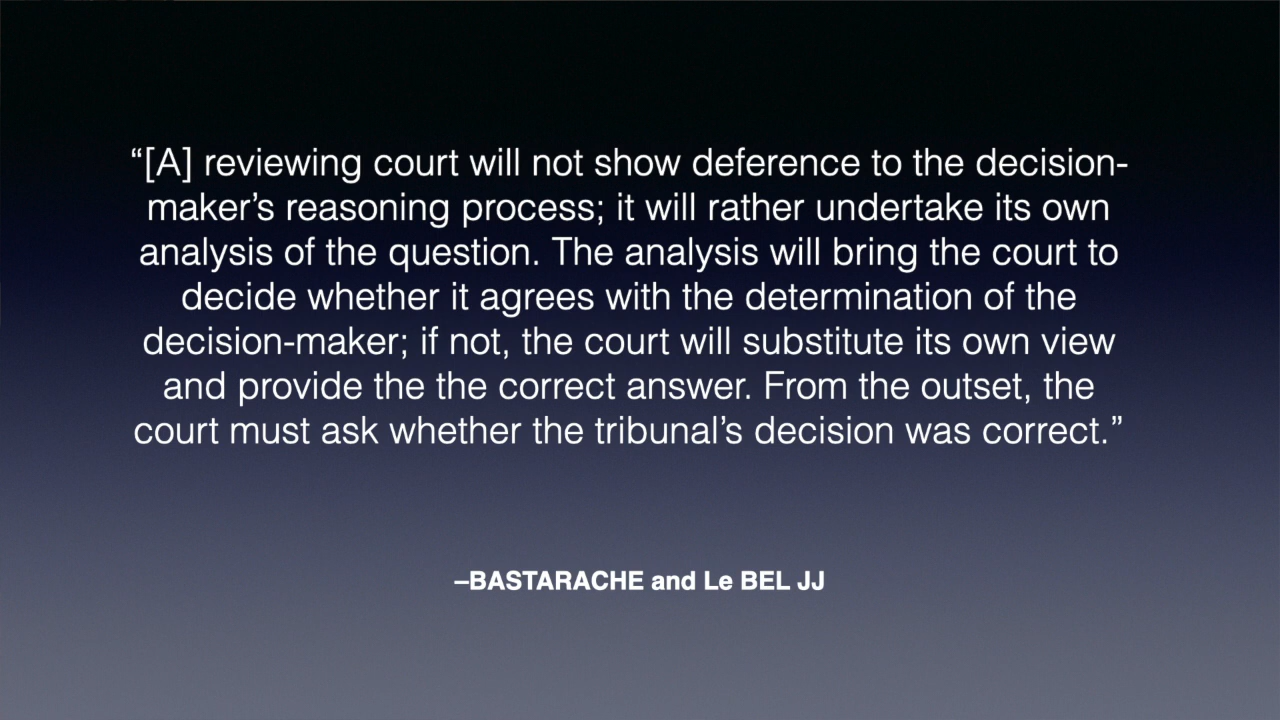 “[A] reviewing court will not show deference to the decision-
maker’s reasoning process; it will rather undertake its own
analysis of the question. The analysis will bring the court to
decide whether it agrees with the determination of the
decision-maker; if not, the court will substitute its own view
and provide the the correct answer. From the outset, the
court must ask whether the tribunal’s decision was correct.”
–BASTARACHE and Le BEL JJ